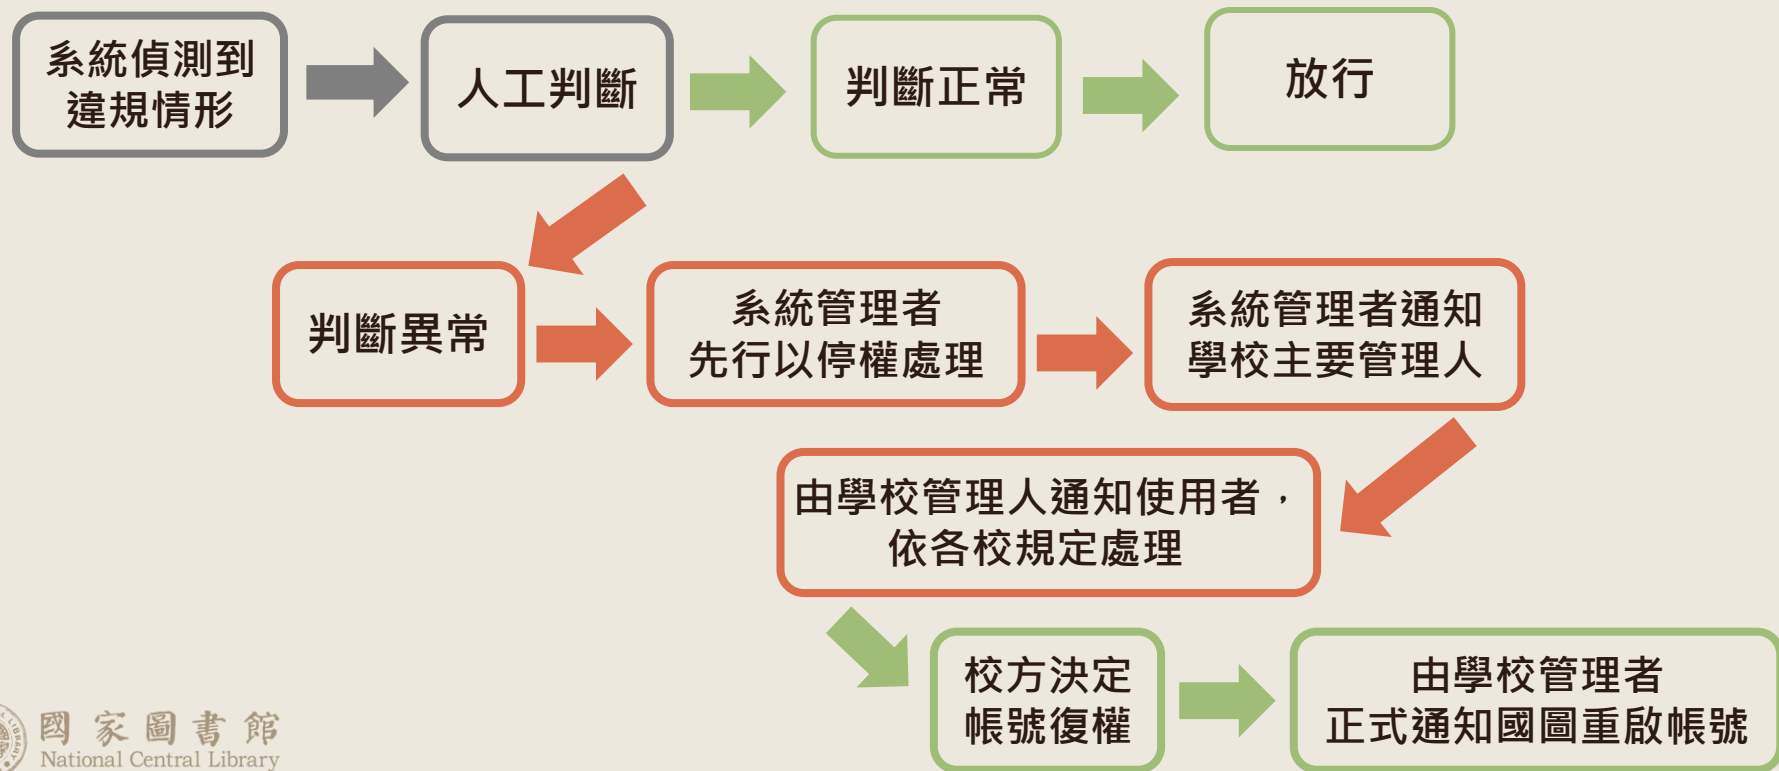 系統偵測到
違規情形
人工判斷
判斷正常
放行
判斷異常
系統管理者
先行以停權處理
系統管理者通知
學校主要管理人
由學校管理人通知使用者，
依各校規定處理
校方決定
帳號復權
由學校管理者
正式通知國圖重啟帳號
國家圖書館
National Central Library